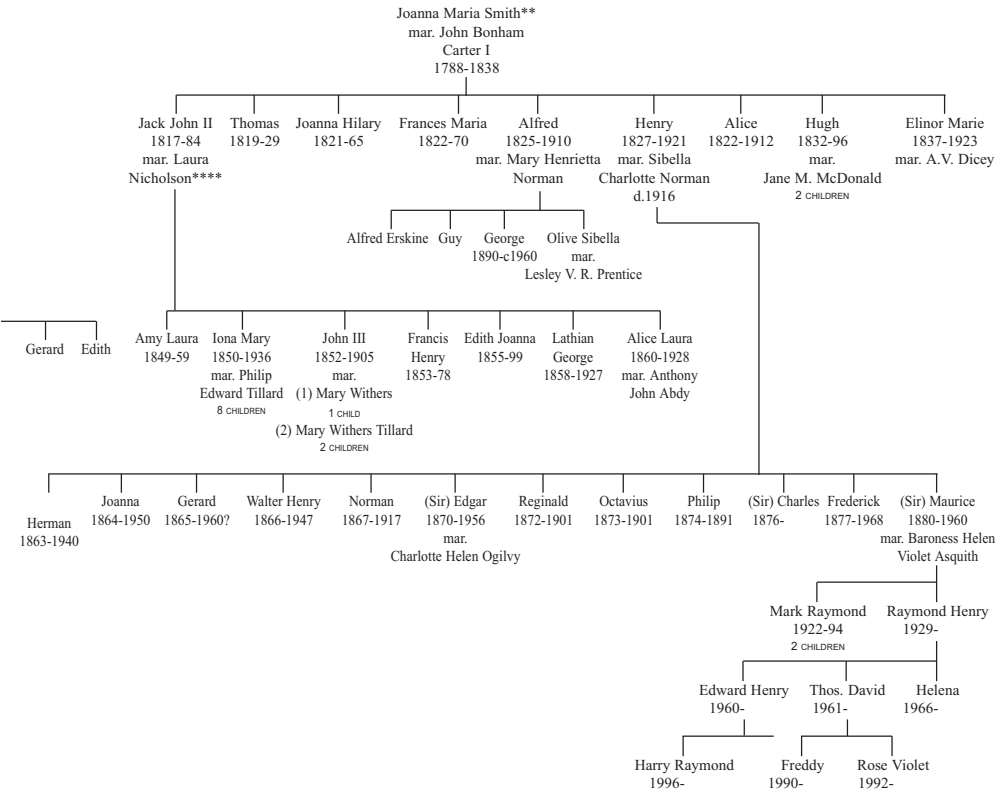 Joanna Maria Smith**
mar. John Bonham
Carter I
1788-1838
Jack John II
1817-84
mar. Laura
Nicholson****
Thomas
1819-29
Joanna Hilary
1821-65
Frances Maria
1822-70
Alfred
1825-1910
mar. Mary Henrietta
Norman
Henry
1827-1921
mar. Sibella
Charlotte Norman
d.1916
Alice
1822-1912
Hugh
1832-96
mar.
Jane M. McDonald
2 CHILDREN
Elinor Marie
1837-1923
mar. A.V. Dicey
Alfred Erskine
Guy
George
1890-c1960
Olive Sibella
mar.
Lesley V. R. Prentice
Gerard
Edith
Amy Laura
1849-59
Iona Mary
1850-1936
mar. Philip
Edward Tillard
8 CHILDREN
John III
1852-1905
mar.
(1) Mary Withers
1 CHILD
(2) Mary Withers Tillard
2 CHILDREN
Francis
Henry
1853-78
Edith Joanna
1855-99
Lathian
George
1858-1927
Alice Laura
1860-1928
mar. Anthony
John Abdy
Herman
1863-1940
Joanna
1864-1950
Gerard
1865-1960?
Walter Henry
1866-1947
Norman
1867-1917
(Sir) Edgar
1870-1956
mar.
Charlotte Helen Ogilvy
Reginald
1872-1901
Octavius
1873-1901
Philip
1874-1891
(Sir) Charles
1876-
Frederick
1877-1968
(Sir) Maurice
1880-1960
mar. Baroness Helen
Violet Asquith
Mark Raymond
1922-94
2 CHILDREN
Raymond Henry
1929-
Edward Henry
1960-
Thos. David
1961-
Helena
1966-
Harry Raymond
1996-
Freddy
1990-
Rose Violet
1992-